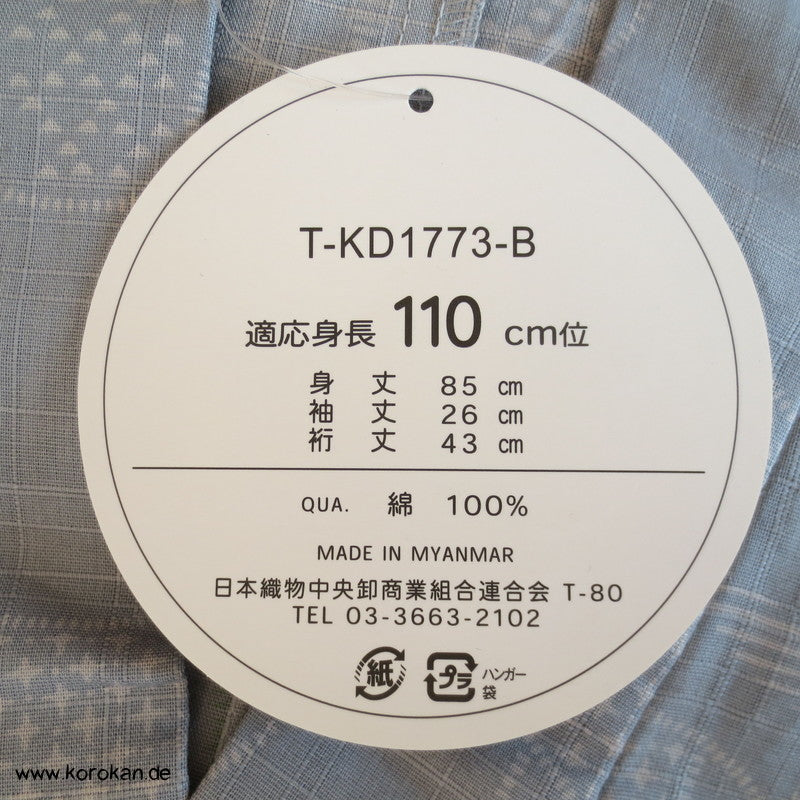 T-KD1773-B
適応身長 110 cm位
身 丈 85 cm
袖 丈 26 cm
裄 丈 43 cm
QUA. 綿 100%
MADE IN MYANMAR
日本織物中央卸商業組合連合会 T-80
TEL 03-3663-2102
紙 プラ ハンガー
袋
www.korokan.de